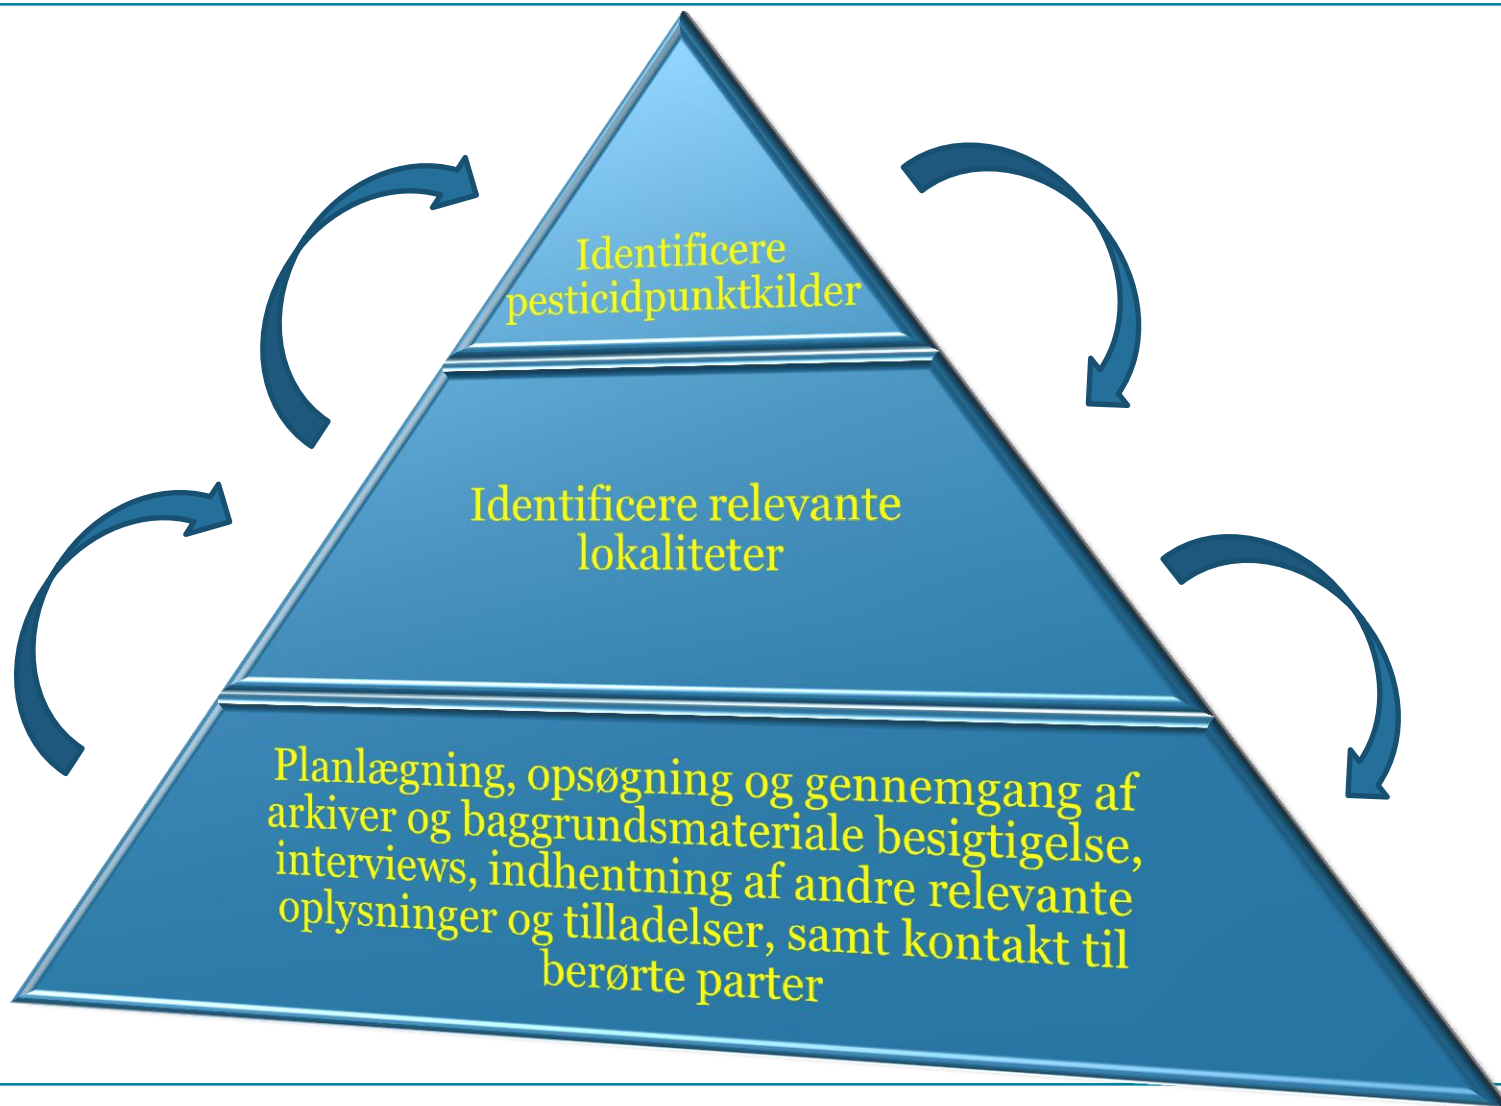 Identificere
pesticidpunktkilder
Identificere relevante
lokaliteter
Planlægning, opsøgning og gennemgang af
arkiver og baggrundsmateriale besigtigelse,
interviews, indhentning af andre relevante
oplysninger og tilladelser, samt kontakt til
berørte parter